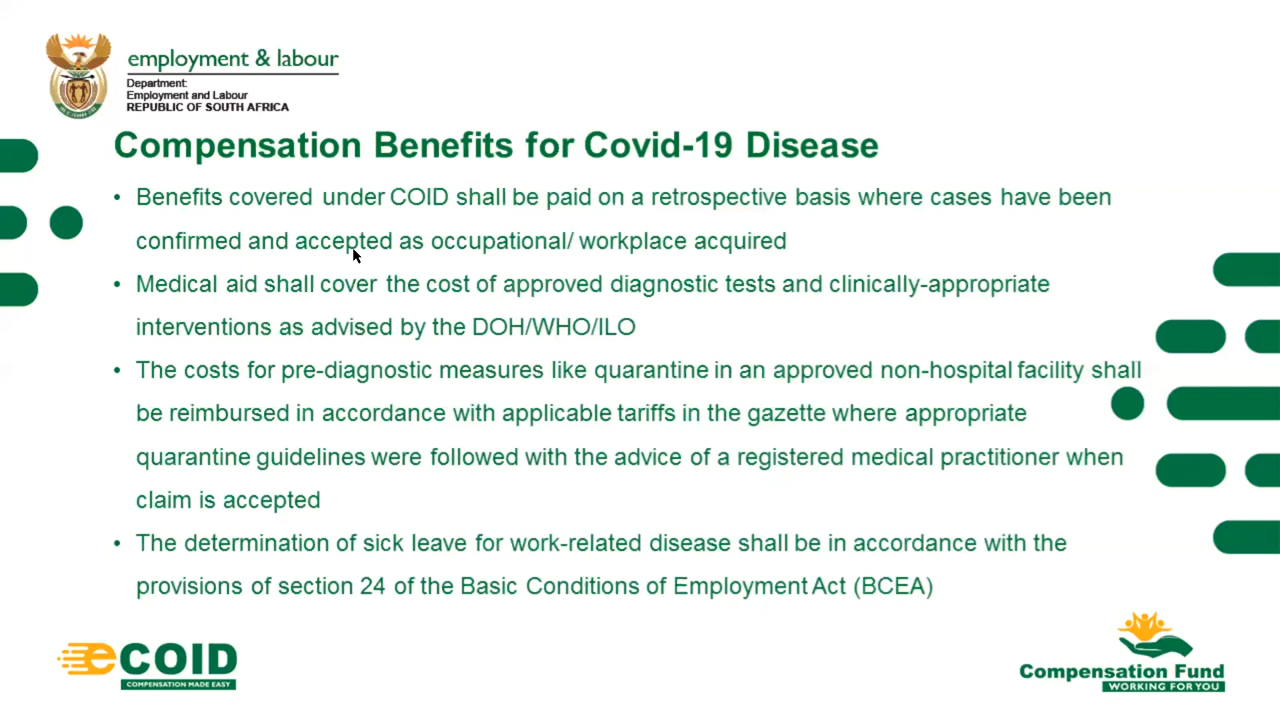 employment & labour
Department:
Employment and Labour
REPUBLIC OF SOUTH AFRICA
Compensation Benefits for Covid-19 Disease
• Benefits covered under COID shall be paid on a retrospective basis where cases have been
confirmed and accepted as occupational/ workplace acquired
• Medical aid shall cover the cost of approved diagnostic tests and clinically-appropriate
interventions as advised by the DOH/WHO/ILO
• The costs for pre-diagnostic measures like quarantine in an approved non-hospital facility shall
be reimbursed in accordance with applicable tariffs in the gazette where appropriate
quarantine guidelines were followed with the advice of a registered medical practitioner when
claim is accepted
• The determination of sick leave for work-related disease shall be in accordance with the
provisions of section 24 of the Basic Conditions of Employment Act (BCEA)
eCOID
COMPENSATION MADE EASY
Compensation Fund
WORKING FOR YOU